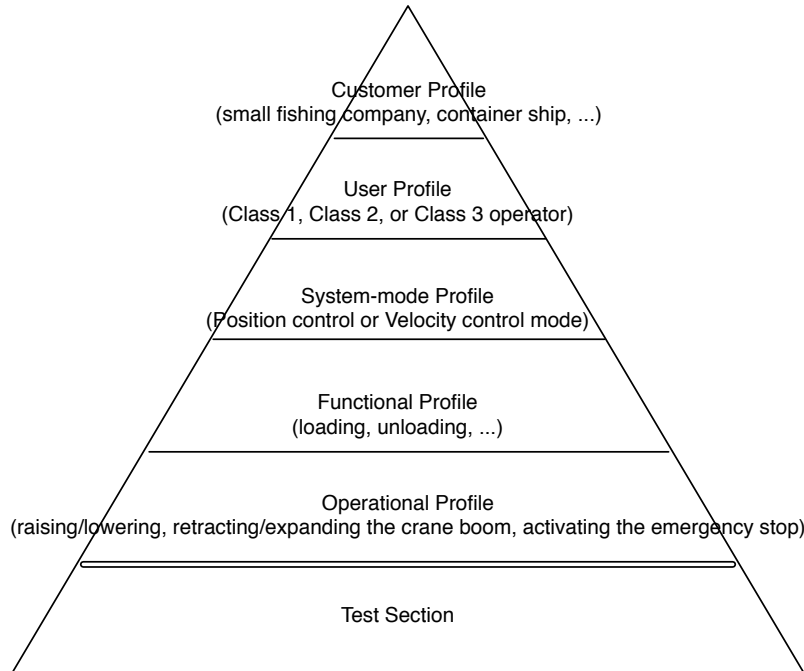 Customer Profile
(small fishing company, container ship, ...)
User Profile
(Class 1, Class 2, or Class 3 operator)
System-mode Profile
(Position control or Velocity control mode)
Functional Profile
(loading, unloading, ...)
Operational Profile
(raising/lowering, retracting/expanding the crane boom, activating the emergency stop)
Test Section